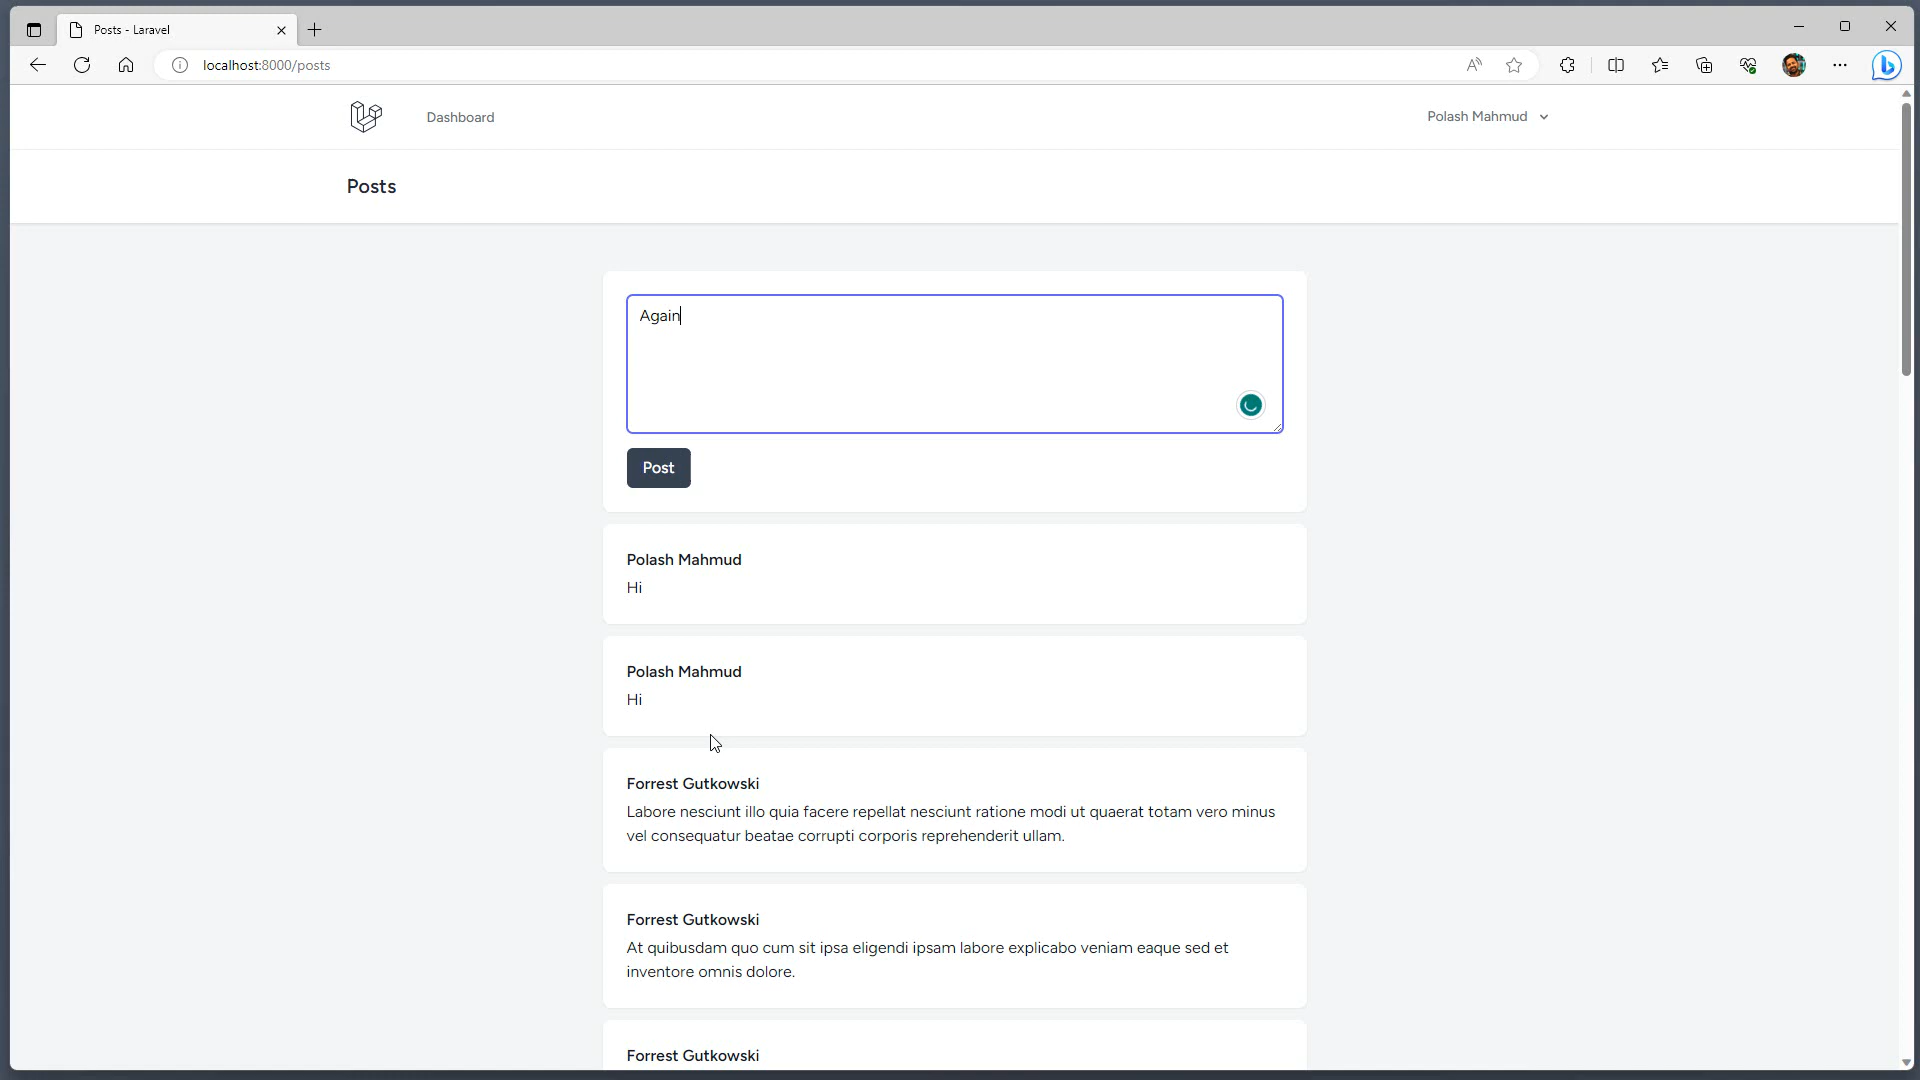 Posts - Laravel
localhost:8000/posts
Dashboard
Polash Mahmud
Posts
Again
Post
Polash Mahmud
Hi
Polash Mahmud
Hi
Forrest Gutkowski
Labore nesciunt illo quia facere repellat nesciunt ratione modi ut quaerat totam vero minus
vel consequatur beatae corrupti corporis reprehenderit ullam.
Forrest Gutkowski
At quibusdam quo cum sit ipsa eligendi ipsam labore explicabo veniam eaque sed et
inventore omnis dolore.
Forrest Gutkowski